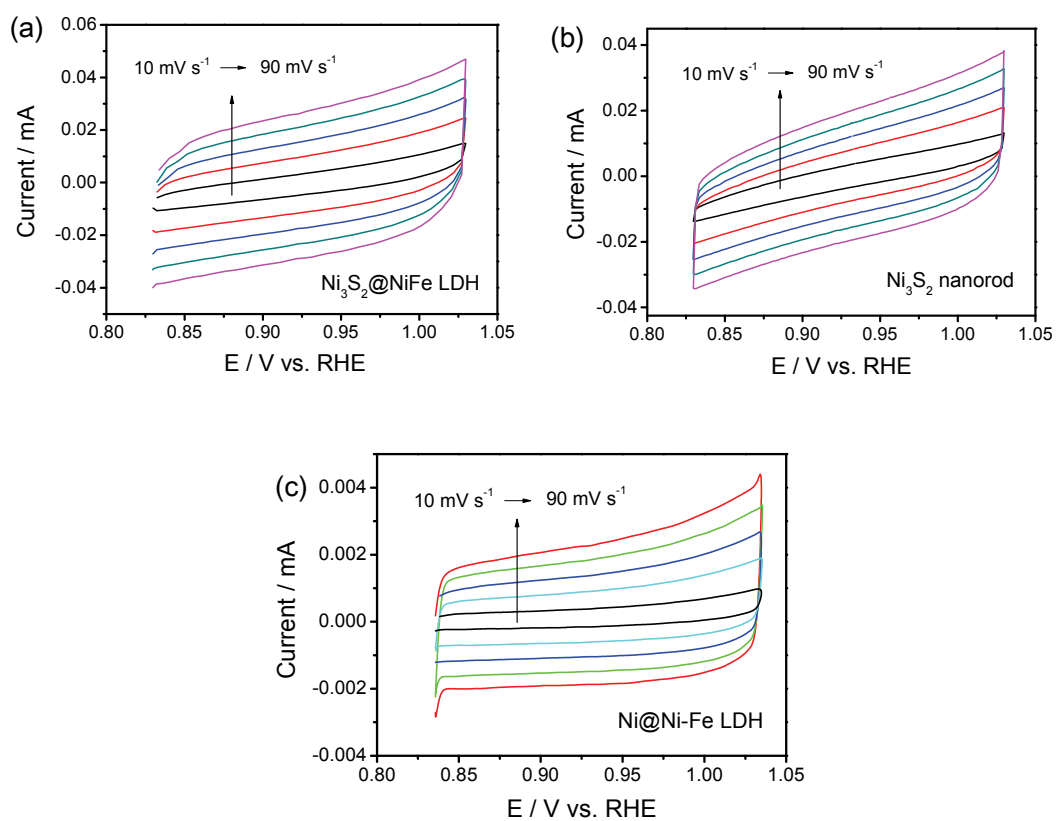 (a)
0.06
0.04
0.02
0.00
-0.02
-0.04
Current / mA
10 mV s⁻¹ → 90 mV s⁻¹
Ni₃S₂@NiFe LDH
0.80 0.85 0.90 0.95 1.00 1.05
E / V vs. RHE
(b)
0.04
0.02
0.00
-0.02
-0.04
Current / mA
10 mV s⁻¹ → 90 mV s⁻¹
Ni₃S₂ nanorod
0.80 0.85 0.90 0.95 1.00 1.05
E / V vs. RHE
(c)
0.004
0.002
0.000
-0.002
-0.004
Current / mA
10 mV s⁻¹ → 90 mV s⁻¹
Ni@Ni-Fe LDH
0.80 0.85 0.90 0.95 1.00 1.05
E / V vs. RHE